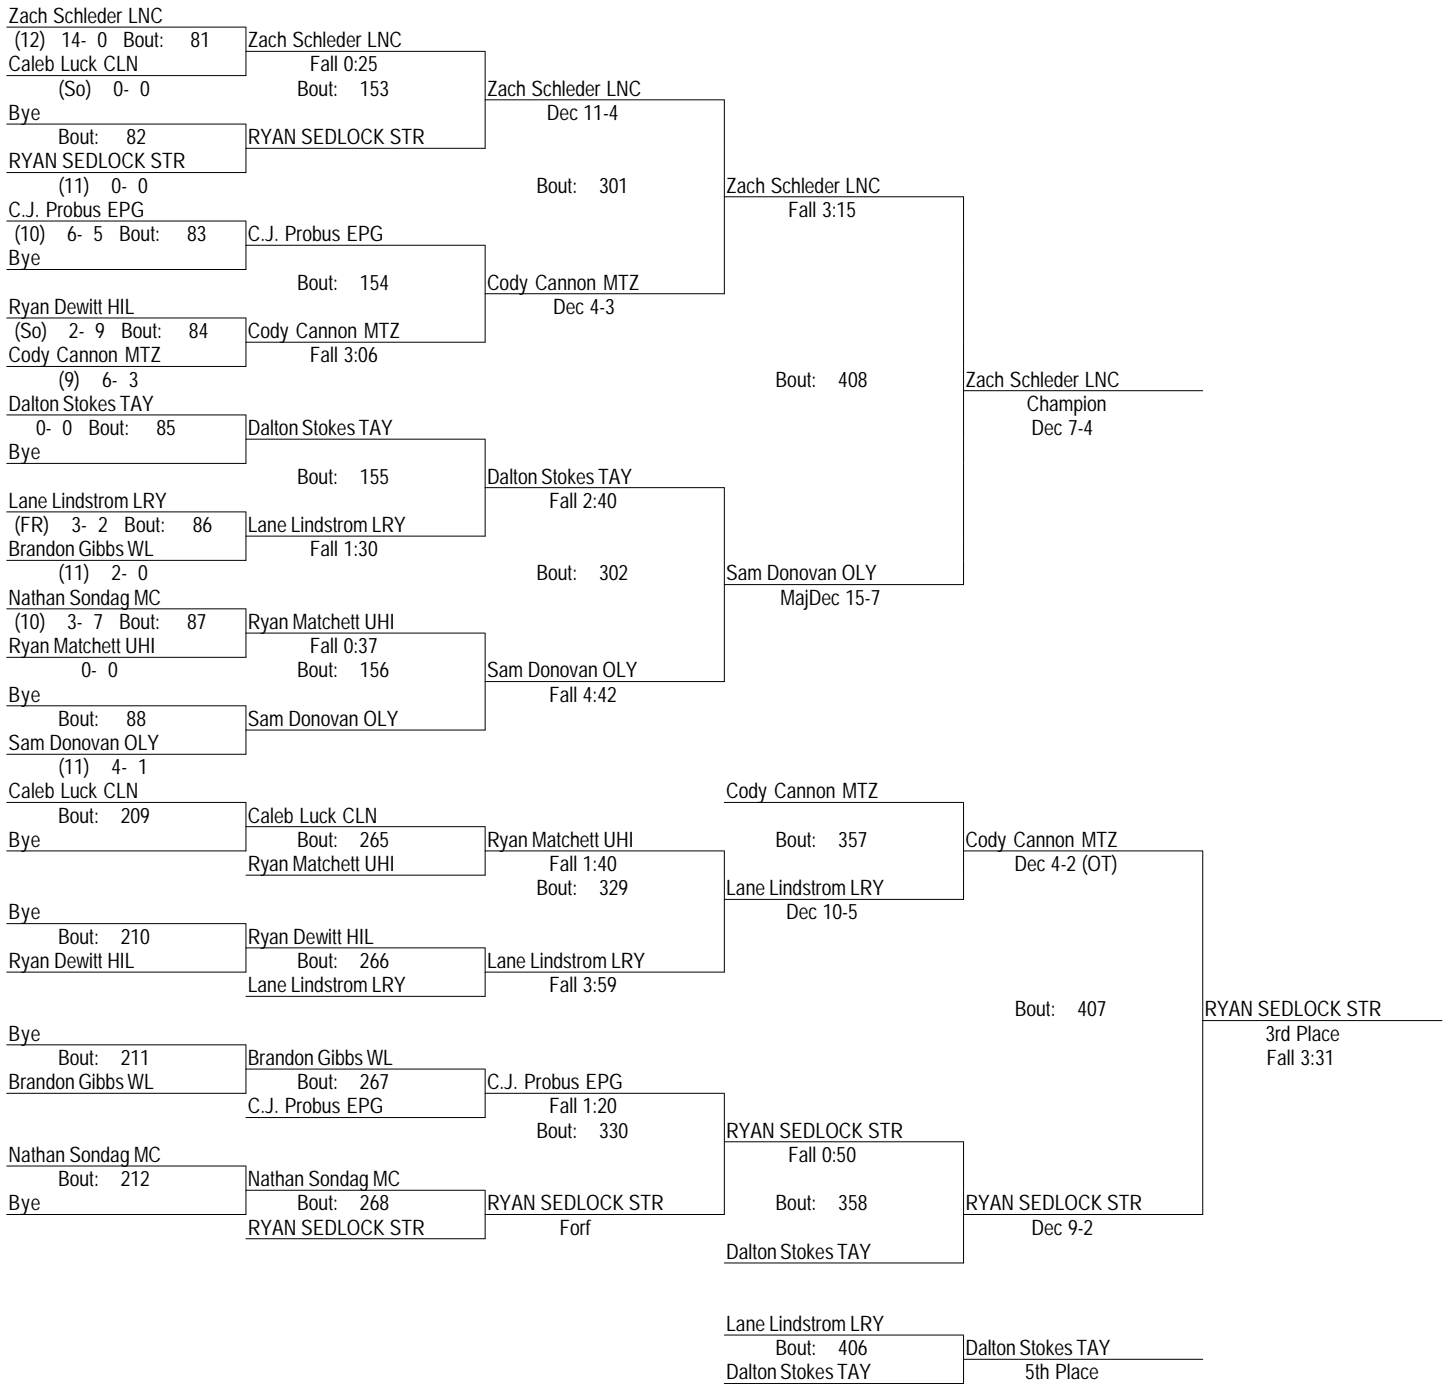 Zach Schleder LNC
(12) 14- 0 Bout: 81
Caleb Luck CLN
(So) 0- 0
Bye
Bout: 82
RYAN SEDLOCK STR
(11) 0- 0
C.J. Probus EPG
(10) 6- 5 Bout: 83
Bye
Ryan Dewitt HIL
(So) 2- 9 Bout: 84
Cody Cannon MTZ
(9) 6- 3
Dalton Stokes TAY
0- 0 Bout: 85
Bye
Lane Lindstrom LRY
(FR) 3- 2 Bout: 86
Brandon Gibbs WL
(11) 2- 0
Nathan Sondag MC
(10) 3- 7 Bout: 87
Ryan Matchett UHI
0- 0
Bye
Bout: 88
Sam Donovan OLY
(11) 4- 1
Zach Schleder LNC
Fall 0:25
Bout: 153
RYAN SEDLOCK STR
C.J. Probus EPG
Bout: 154
Cody Cannon MTZ
Fall 3:06
Dalton Stokes TAY
Bout: 155
Lane Lindstrom LRY
Fall 1:30
Ryan Matchett UHI
Fall 0:37
Bout: 156
Sam Donovan OLY
Zach Schleder LNC
Dec 11-4
Bout: 301
Cody Cannon MTZ
Dec 4-3
Dalton Stokes TAY
Fall 2:40
Bout: 302
Sam Donovan OLY
Fall 4:42
Zach Schleder LNC
Fall 3:15
Bout: 408
Sam Donovan OLY
MajDec 15-7
Zach Schleder LNC
Champion
Dec 7-4
Caleb Luck CLN
Bout: 209
Bye
Bye
Bout: 210
Ryan Dewitt HIL
Bye
Bout: 211
Brandon Gibbs WL
Nathan Sondag MC
Bout: 212
Bye
Caleb Luck CLN
Bout: 265
Ryan Matchett UHI
Ryan Dewitt HIL
Bout: 266
Lane Lindstrom LRY
Brandon Gibbs WL
Bout: 267
C.J. Probus EPG
Nathan Sondag MC
Bout: 268
RYAN SEDLOCK STR
Ryan Matchett UHI
Fall 1:40
Bout: 329
Lane Lindstrom LRY
Fall 3:59
C.J. Probus EPG
Fall 1:20
Bout: 330
RYAN SEDLOCK STR
Forf
Cody Cannon MTZ
Bout: 357
Lane Lindstrom LRY
Dec 10-5
RYAN SEDLOCK STR
Fall 0:50
Bout: 358
Dalton Stokes TAY
Cody Cannon MTZ
Dec 4-2 (OT)
Bout: 407
RYAN SEDLOCK STR
Dec 9-2
RYAN SEDLOCK STR
3rd Place
Fall 3:31
Lane Lindstrom LRY
Bout: 406
Dalton Stokes TAY
Dalton Stokes TAY
5th Place